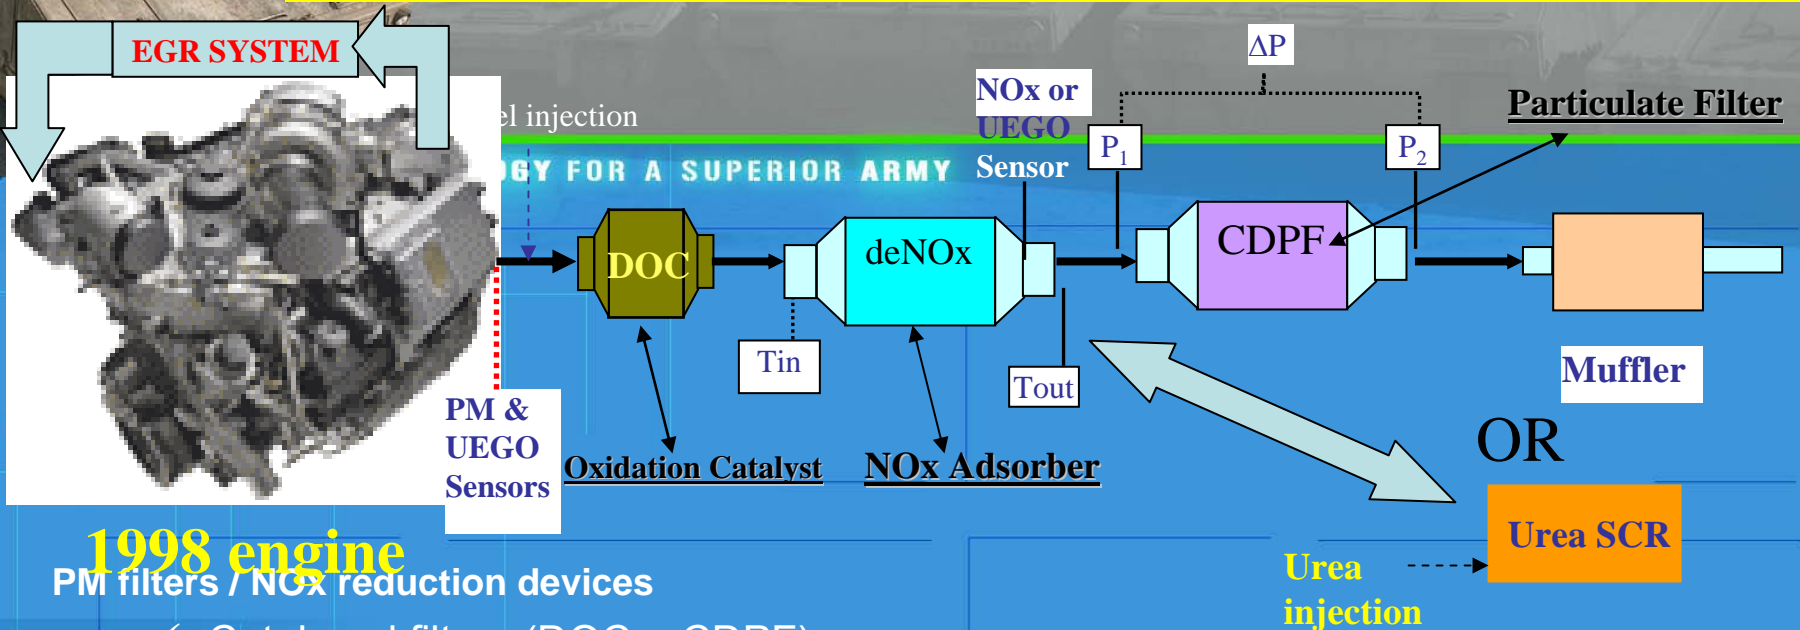 EGR SYSTEM
ΔP
NOx or
UEGO
Sensor
Particulate Filter
el injection
P₁
P₂
GY FOR A SUPERIOR ARMY
DOC
deNOx
CDPF
Tin
Tout
Muffler
PM &
UEGO
Sensors
Oxidation Catalyst
NOx Adsorber
OR
Urea SCR
Urea
injection
1998 engine
PM filters / NOx reduction devices